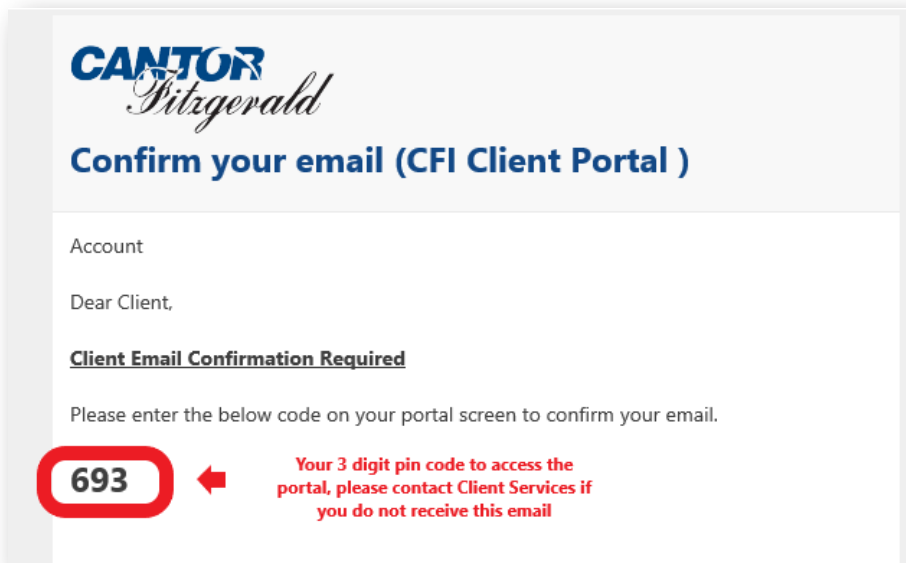 CANTOR
Fitzgerald
Confirm your email (CFI Client Portal )
Account
Dear Client,
Client Email Confirmation Required
Please enter the below code on your portal screen to confirm your email.
693
Your 3 digit pin code to access the
portal, please contact Client Services if
you do not receive this email